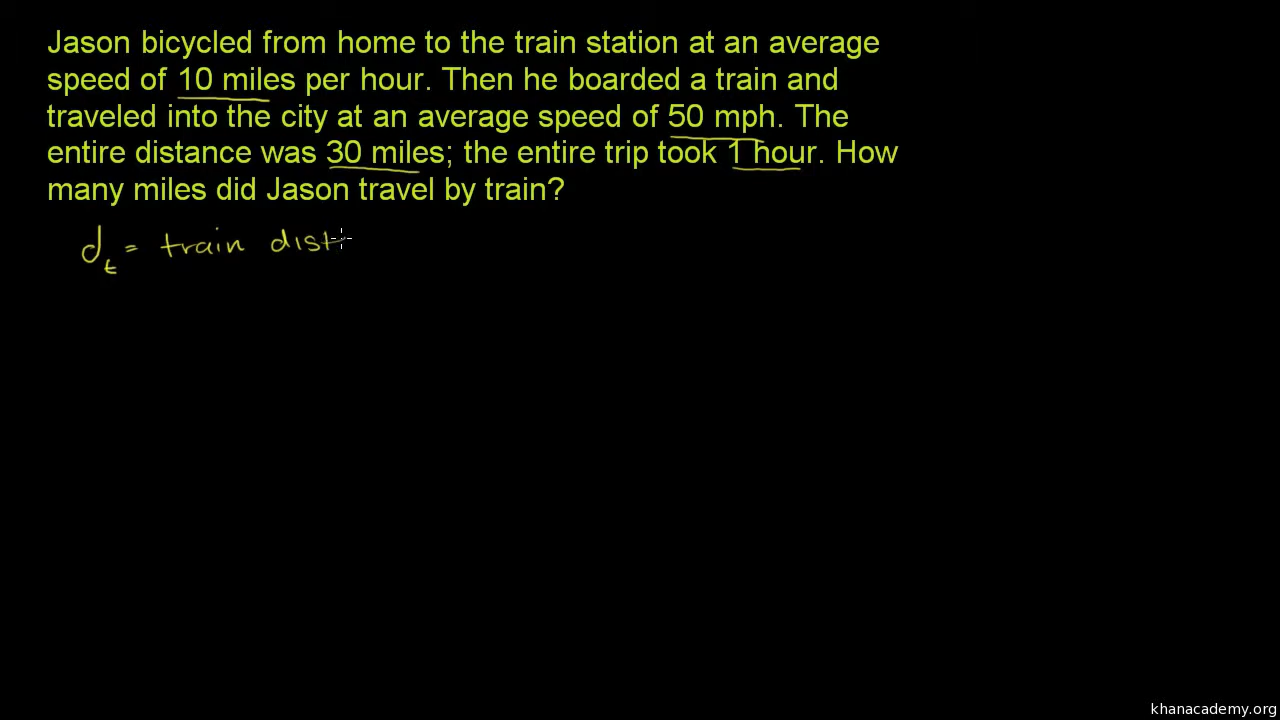 Jason bicycled from home to the train station at an average
speed of 10 miles per hour. Then he boarded a train and
traveled into the city at an average speed of 50 mph. The
entire distance was 30 miles; the entire trip took 1 hour. How
many miles did Jason travel by train?
d_t = train dist
khanacademy.org